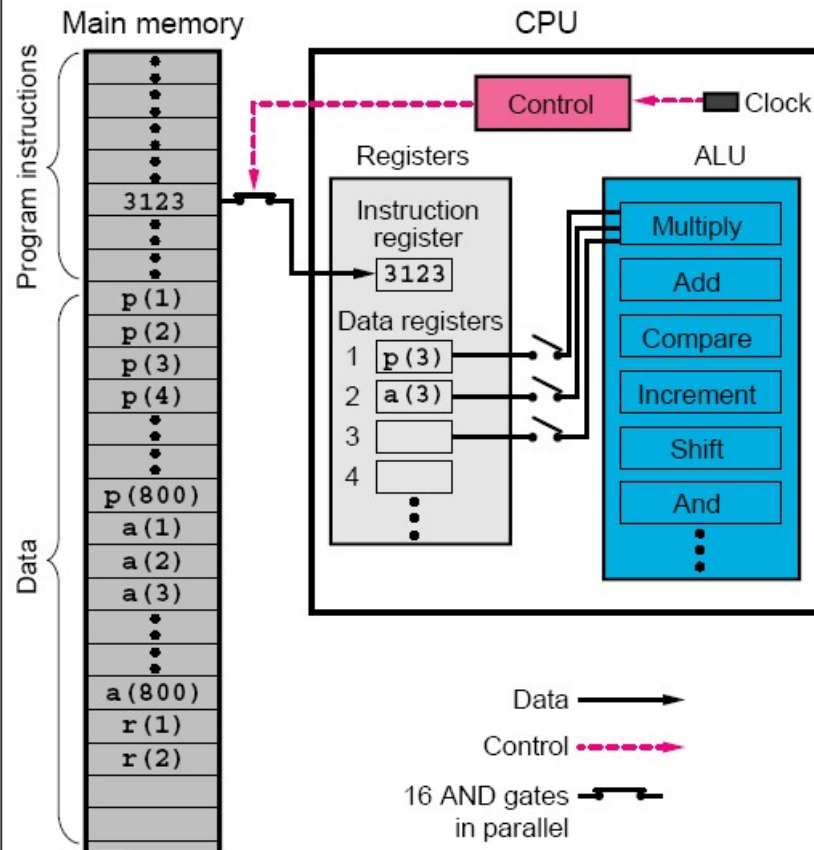 Main memory
CPU
Program instructions
Control
Clock
Registers
ALU
3123
Instruction
register
3123
Multiply
Add
Compare
Increment
Shift
And
Data registers
1 p(3)
2 a(3)
3
4
Data
p(1)
p(2)
p(3)
p(4)
p(800)
a(1)
a(2)
a(3)
a(800)
r(1)
r(2)
Data
Control
16 AND gates
in parallel